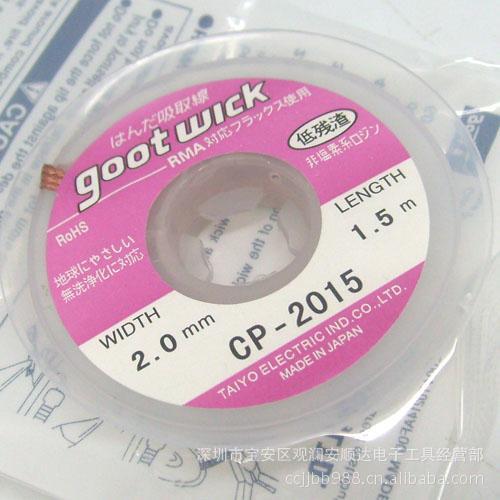 はんだ吸取線
goot wick
RMA対応フラックス使用
低残渣
非塩素系ロジン
RoHS
地球にやさしい
無洗浄化に対応
WIDTH
2.0 mm
LENGTH
1.5 m
CP-2015
TAIYO ELECTRIC IND.CO.,LTD.
MADE IN JAPAN
深圳市宝安区观润安顺达电子工具经营部
ccjlbb988.cn.alibaba.com